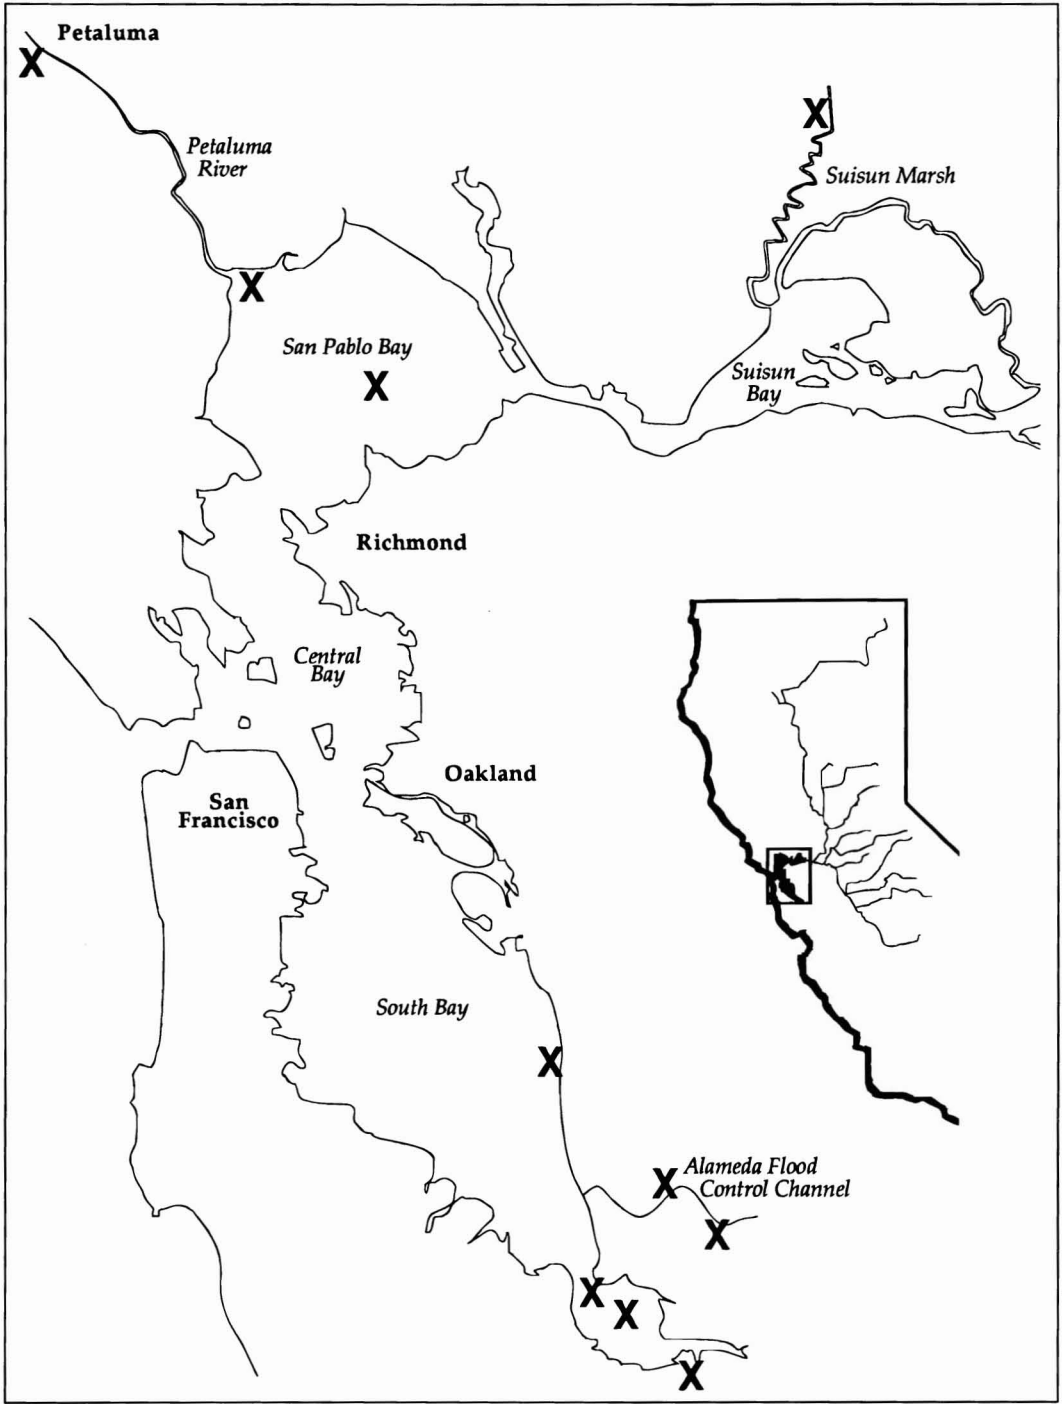 Petaluma
X
Petaluma
River
X
Suisun Marsh
X
San Pablo Bay
X
Suisun
Bay
Richmond
Central
Bay
Oakland
San
Francisco
South Bay
X
X
Alameda Flood
Control Channel
X
X
X
X